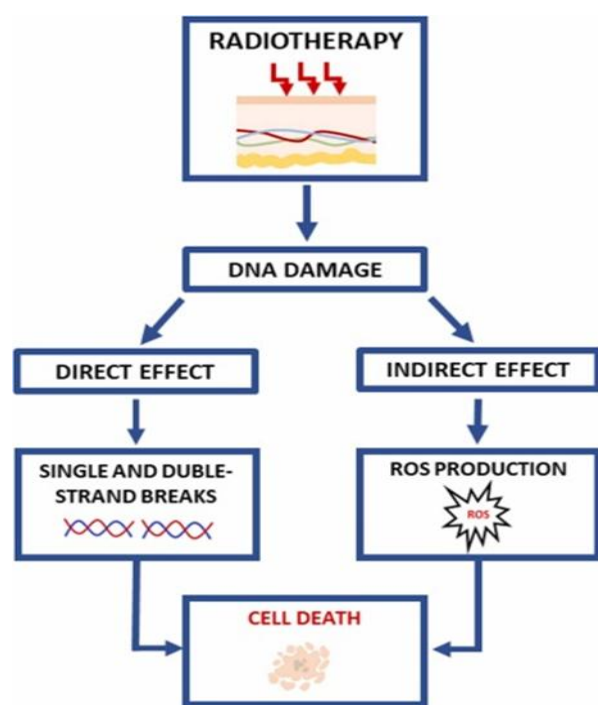 RADIOTHERAPY
DNA DAMAGE
DIRECT EFFECT
INDIRECT EFFECT
SINGLE AND DUBLE-
STRAND BREAKS
ROS PRODUCTION
ROS
CELL DEATH